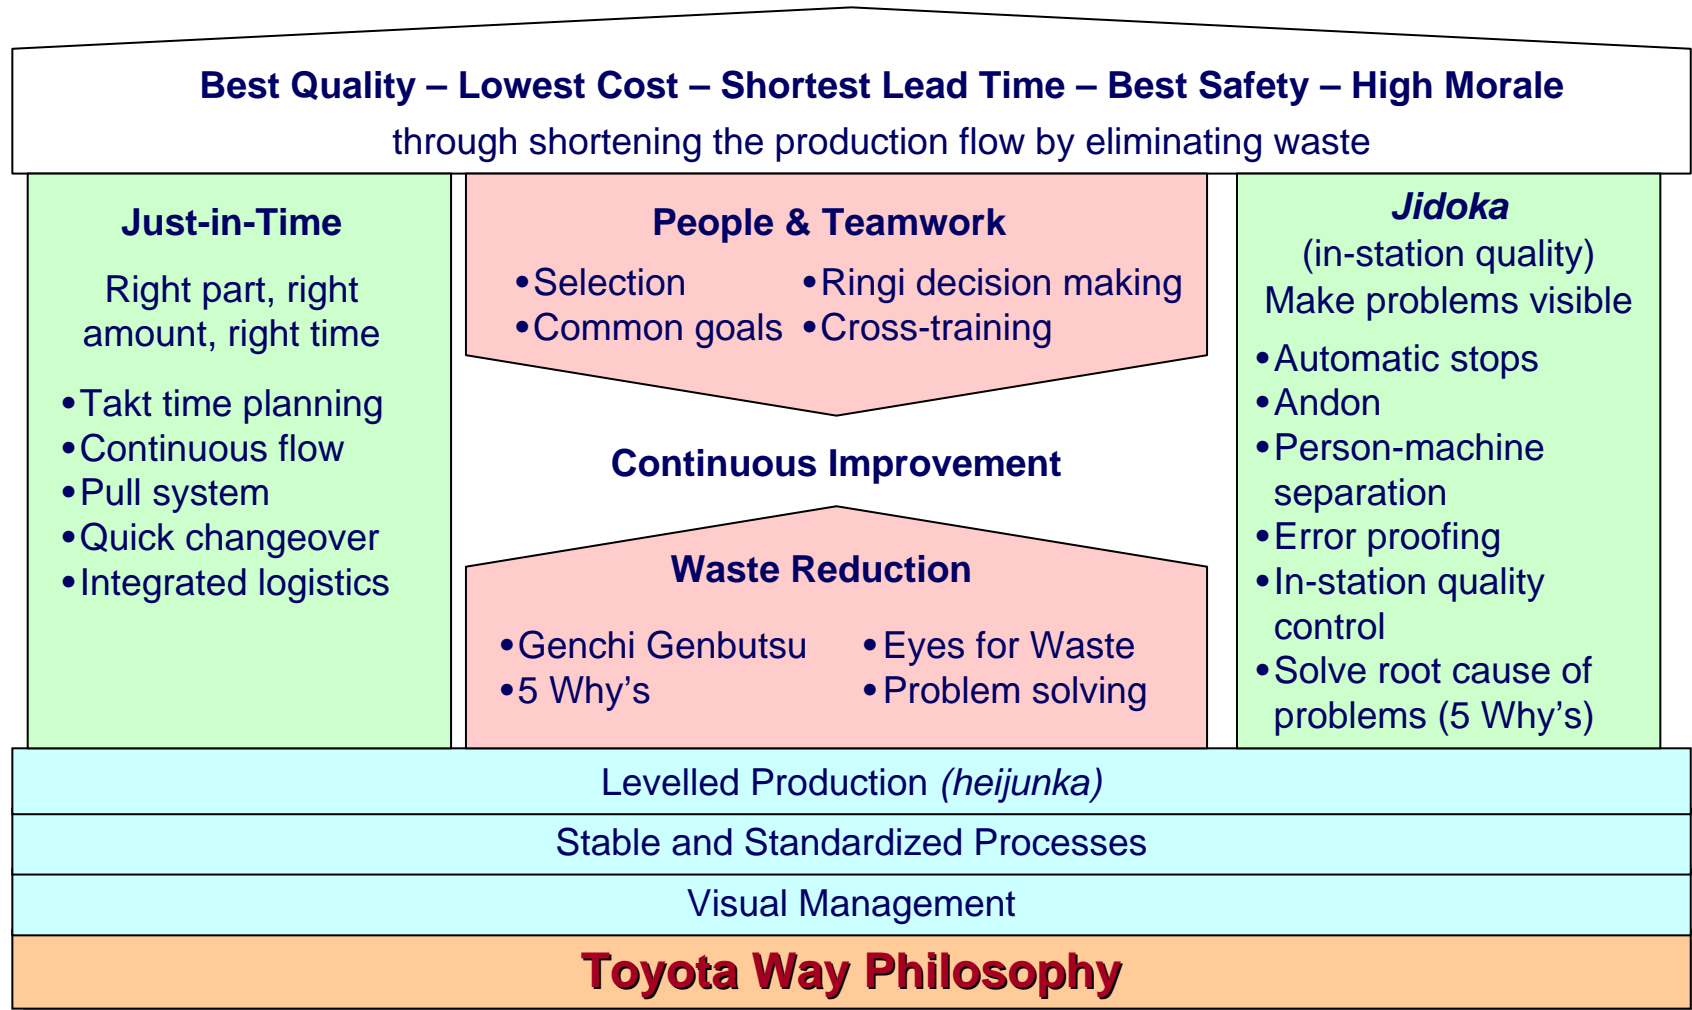 Best Quality – Lowest Cost – Shortest Lead Time – Best Safety – High Morale
through shortening the production flow by eliminating waste
Just-in-Time
Right part, right
amount, right time
•Takt time planning
•Continuous flow
•Pull system
•Quick changeover
•Integrated logistics
People & Teamwork
•Selection
•Common goals
•Ringi decision making
•Cross-training
Continuous Improvement
Waste Reduction
•Genchi Genbutsu
•5 Why’s
•Eyes for Waste
•Problem solving
Jidoka
(in-station quality)
Make problems visible
•Automatic stops
•Andon
•Person-machine
separation
•Error proofing
•In-station quality
control
•Solve root cause of
problems (5 Why’s)
Levelled Production (heijunka)
Stable and Standardized Processes
Visual Management
Toyota Way Philosophy